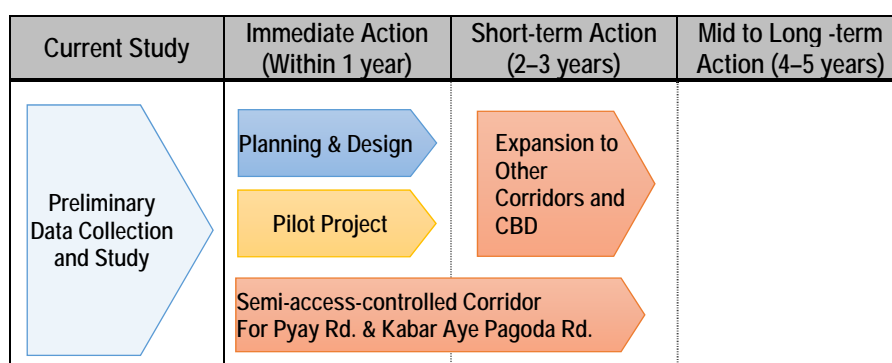 Current Study
Immediate Action
(Within 1 year)
Short-term Action
(2–3 years)
Mid to Long -term
Action (4–5 years)
Preliminary
Data Collection
and Study
Planning & Design
Pilot Project
Expansion to
Other
Corridors and
CBD
Semi-access-controlled Corridor
For Pyay Rd. & Kabar Aye Pagoda Rd.